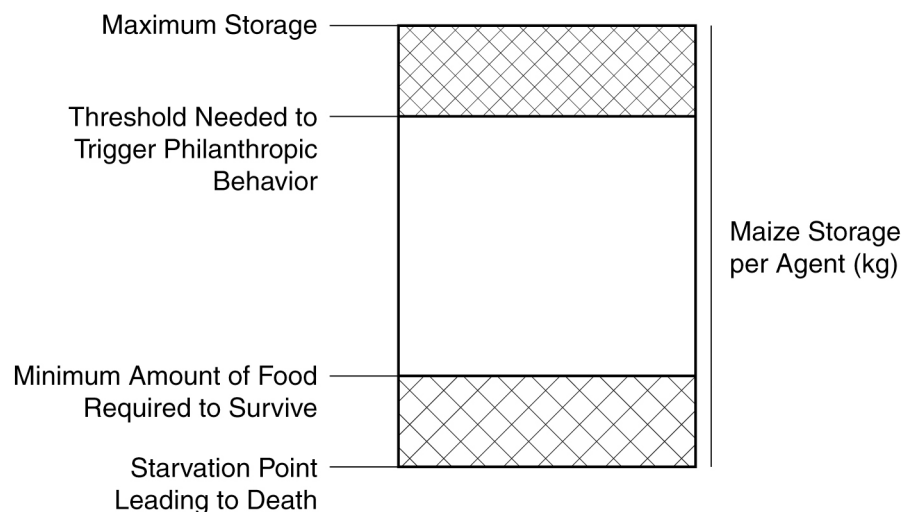 Maximum Storage
Threshold Needed to
Trigger Philanthropic
Behavior
Maize Storage
per Agent (kg)
Minimum Amount of Food
Required to Survive
Starvation Point
Leading to Death